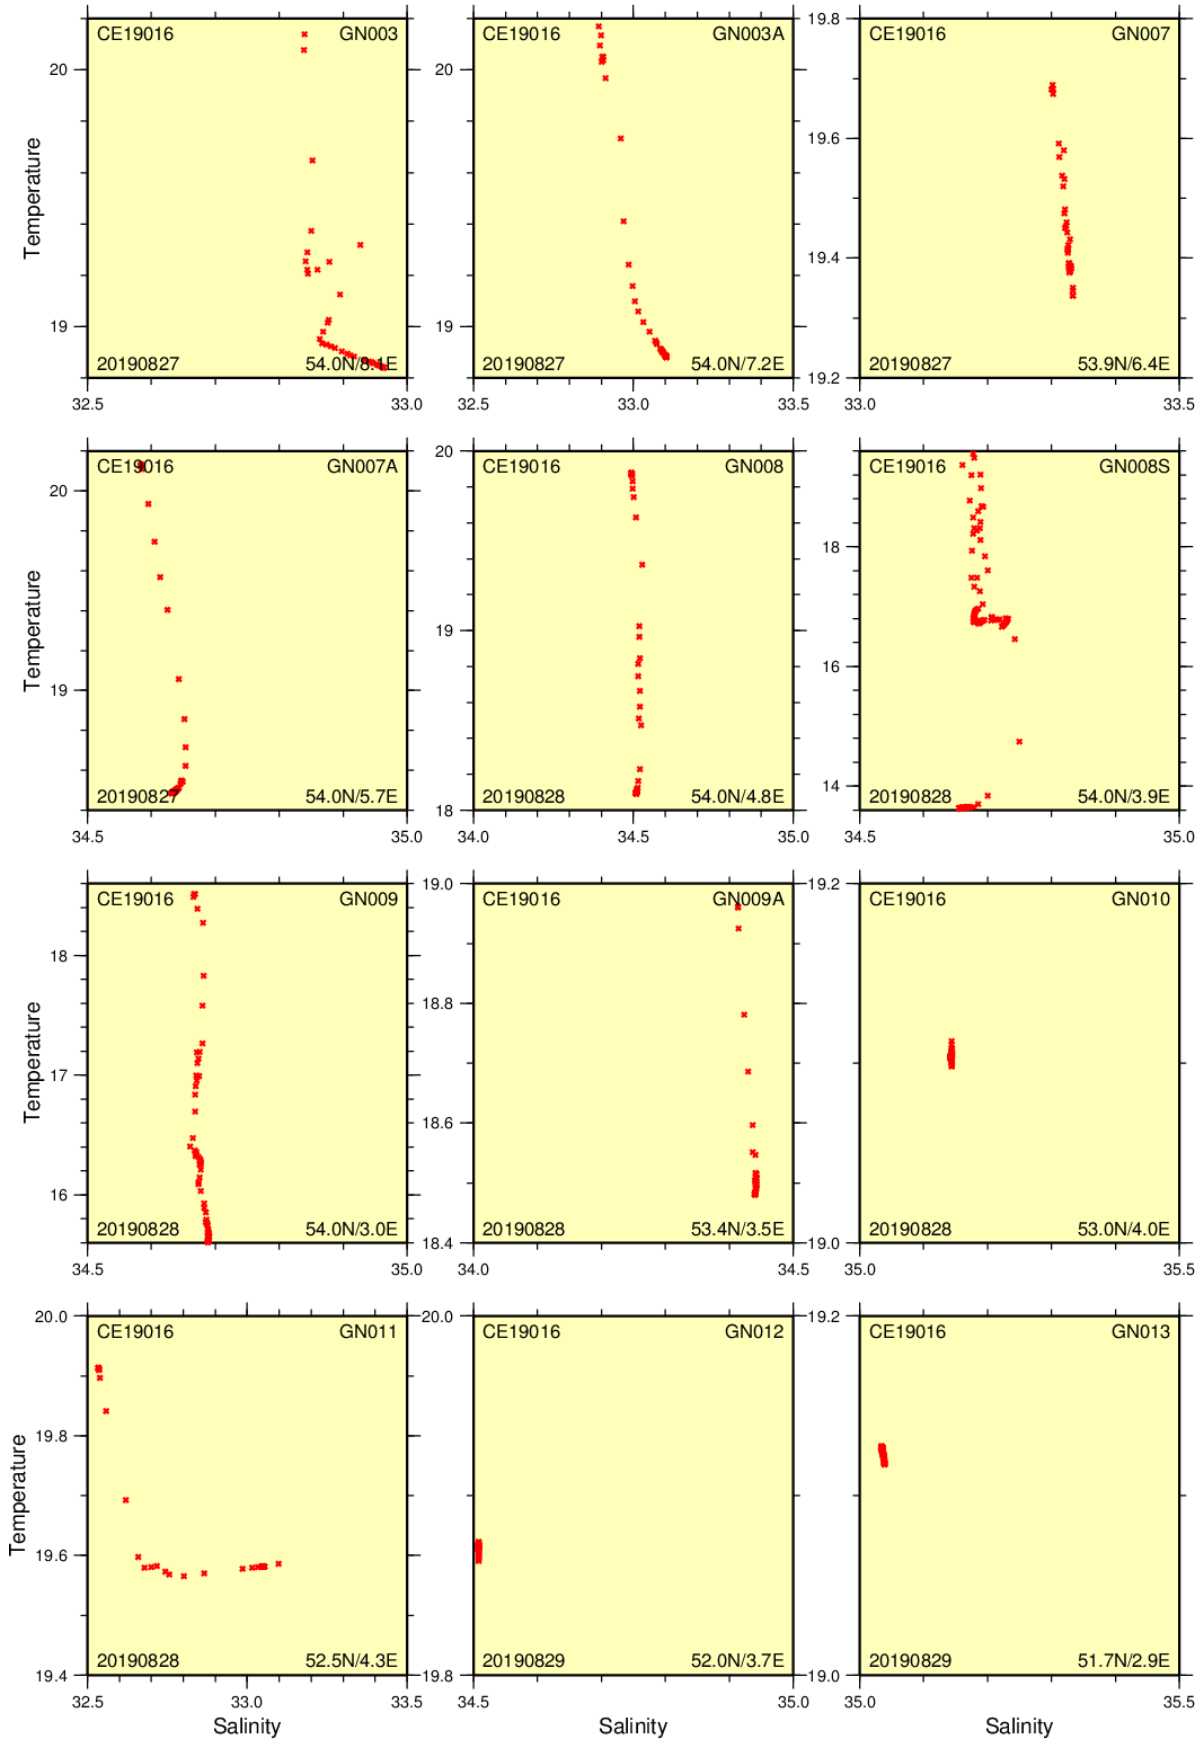 CE19016 GN003 CE19016 GN003A 19.8 CE19016 GN007
20 20 19.6
Temperature
19 19 19.4
20190827 54.0N/8.1E 20190827 54.0N/7.2E 20190827 53.9N/6.4E
19.2
32.5 33.0 32.5 33.0 33.5 33.0 33.5
CE19016 GN007A 20 CE19016 GN008 CE19016 GN008S
20 18
Temperature
19 19 16
20190827 54.0N/5.7E 20190828 54.0N/4.8E 20190828 54.0N/3.9E
18 14
34.5 35.0 34.0 34.5 35.0 34.5 35.0
CE19016 GN009 19.0 CE19016 GN009A 19.2 CE19016 GN010
18 18.8
Temperature
17 18.6
16
20190828 54.0N/3.0E 20190828 53.4N/3.5E 20190828 53.0N/4.0E
18.4 19.0
34.5 35.0 34.0 34.5 35.0 35.5
20.0 CE19016 GN011 20.0 CE19016 GN012 19.2 CE19016 GN013
19.8
Temperature
19.6
20190828 52.5N/4.3E 20190829 52.0N/3.7E 20190829 51.7N/2.9E
19.4 19.8 19.0
32.5 33.0 33.5 34.5 35.0 35.0 35.5
Salinity Salinity Salinity